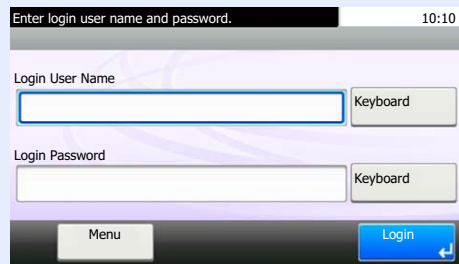 Enter login user name and password. 10:10
Login User Name
Keyboard
Login Password
Keyboard
Menu Login